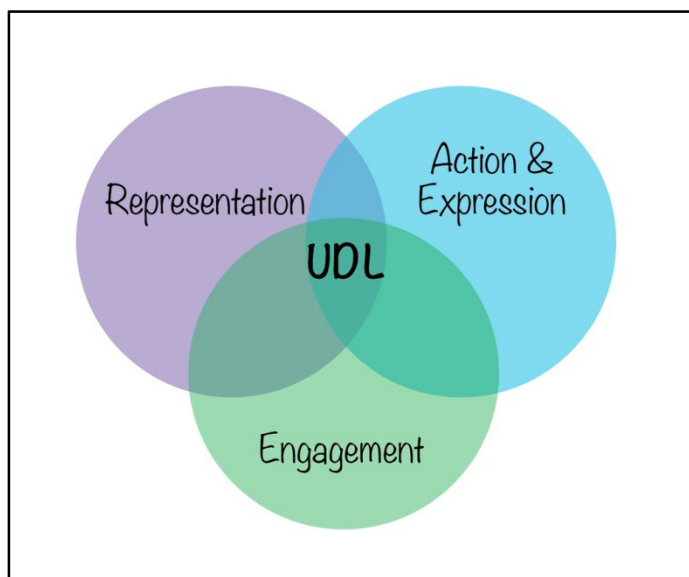 Representation
Action &
Expression
UDL
Engagement